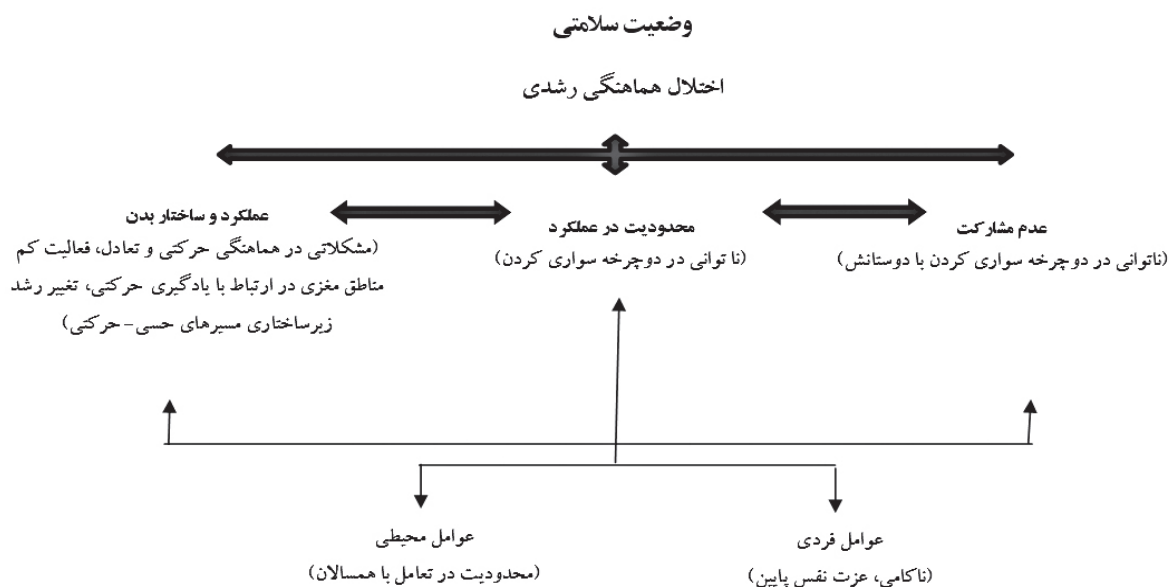 وضعیت سلامتی
اختلال هماهنگی رشدی
عملکرد و ساختار بدن
(مشکلاتی در هماهنگی حرکتی و تعادل، فعالیت کم
مناطق مغزی در ارتباط با یادگیری حرکتی، تغییر رشد
زیرساختاری مسیرهای حسی-حرکتی)
محدودیت در عملکرد
(نا توانی در دوچرخه سواری کردن)
عدم مشارکت
(ناتوانی در دوچرخه سواری کردن با دوستانش)
عوامل محیطی
(محدودیت در تعامل با همسالان)
عوامل فردی
(ناکامی، عزت نفس پایین)